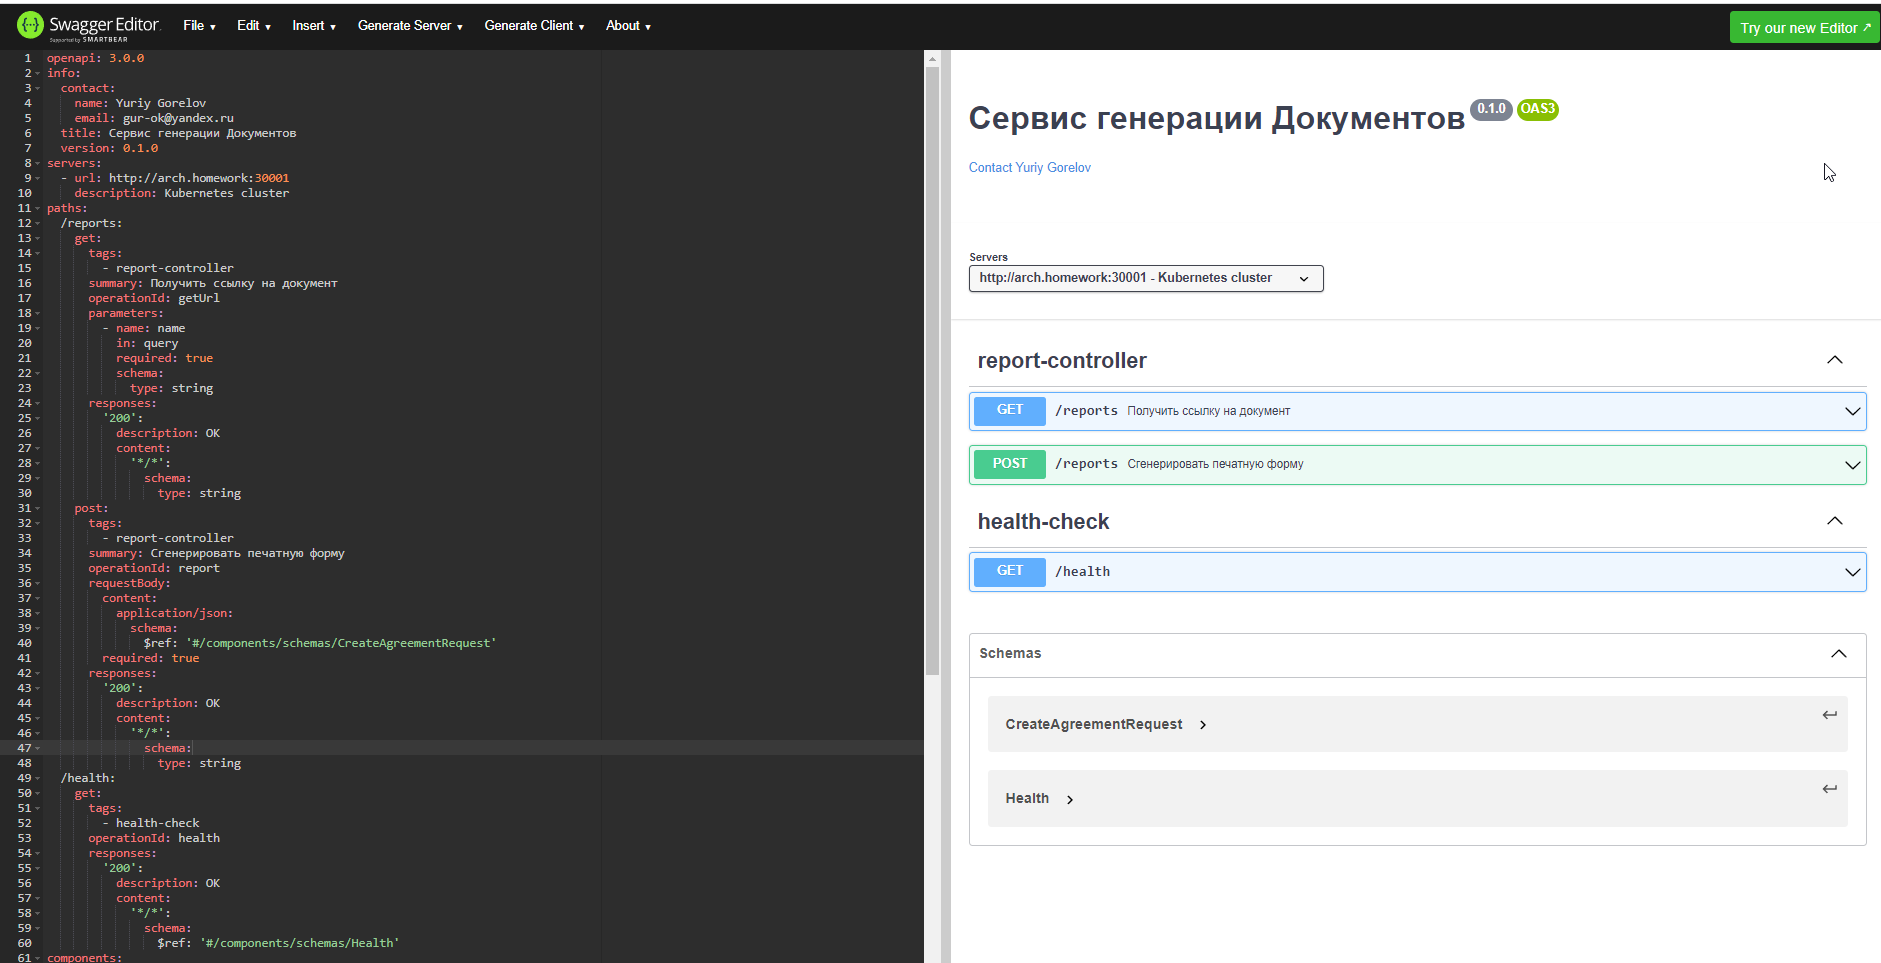 Swagger Editor
Supported by SMARTBEAR
File
Edit
Insert
Generate Server
Generate Client
About
Try our new Editor
1 openapi: 3.0.0
2 info:
3 contact:
4 name: Yuriy Gorelov
5 email: gur-ok@yandex.ru
6 title: Сервис генерации Документов
7 version: 0.1.0
8 servers:
9 - url: http://arch.homework:30001
10 description: Kubernetes cluster
11 paths:
12 /reports:
13 get:
14 tags:
15 - report-controller
16 summary: Получить ссылку на документ
17 operationId: getUrl
18 parameters:
19 - name: name
20 in: query
21 required: true
22 schema:
23 type: string
24 responses:
25 '200':
26 description: OK
27 content:
28 '*/*':
29 schema:
30 type: string
31 post:
32 tags:
33 - report-controller
34 summary: Сгенерировать печатную форму
35 operationId: report
36 requestBody:
37 content:
38 application/json:
39 schema:
40 $ref: '#/components/schemas/CreateAgreementRequest'
41 required: true
42 responses:
43 '200':
44 description: OK
45 content:
46 '*/*':
47 schema:
48 type: string
49 /health:
50 get:
51 tags:
52 - health-check
53 operationId: health
54 responses:
55 '200':
56 description: OK
57 content:
58 '*/*':
59 schema:
60 $ref: '#/components/schemas/Health'
61 components:
Сервис генерации Документов 0.1.0 OAS3
Contact Yuriy Gorelov
Servers
http://arch.homework:30001 - Kubernetes cluster
report-controller
GET /reports Получить ссылку на документ
POST /reports Сгенерировать печатную форму
health-check
GET /health
Schemas
CreateAgreementRequest
Health